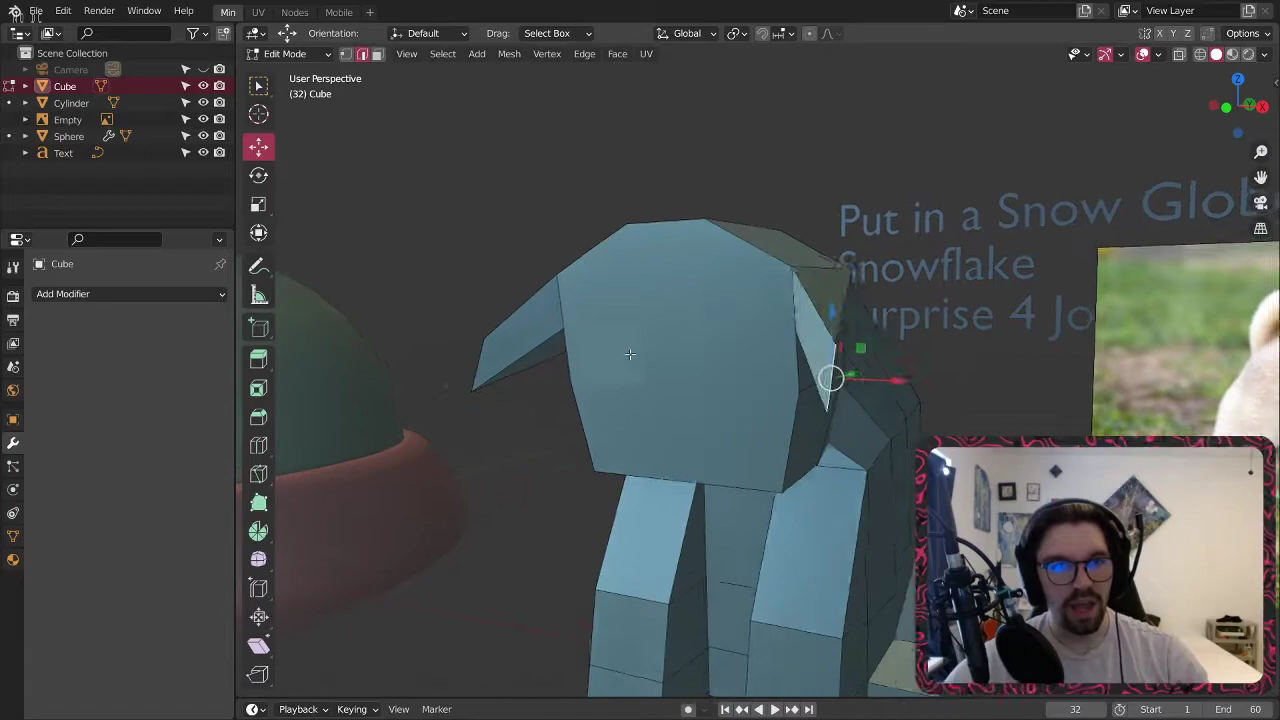 File Edit Render Window Help Min UV Nodes Mobile + Scene View Layer
Orientation: Default Drag: Select Box Global X Y Z Options
Edit Mode View Select Add Mesh Vertex Edge Face UV
Scene Collection
Camera
Cube
Cylinder
Empty
Sphere
Text
User Perspective
(32) Cube
Z
X
Put in a Snow Glob
Snowflake
urprise 4 Jo
Cube
Add Modifier
Playback Keying View Marker 32 Start 1 End 60